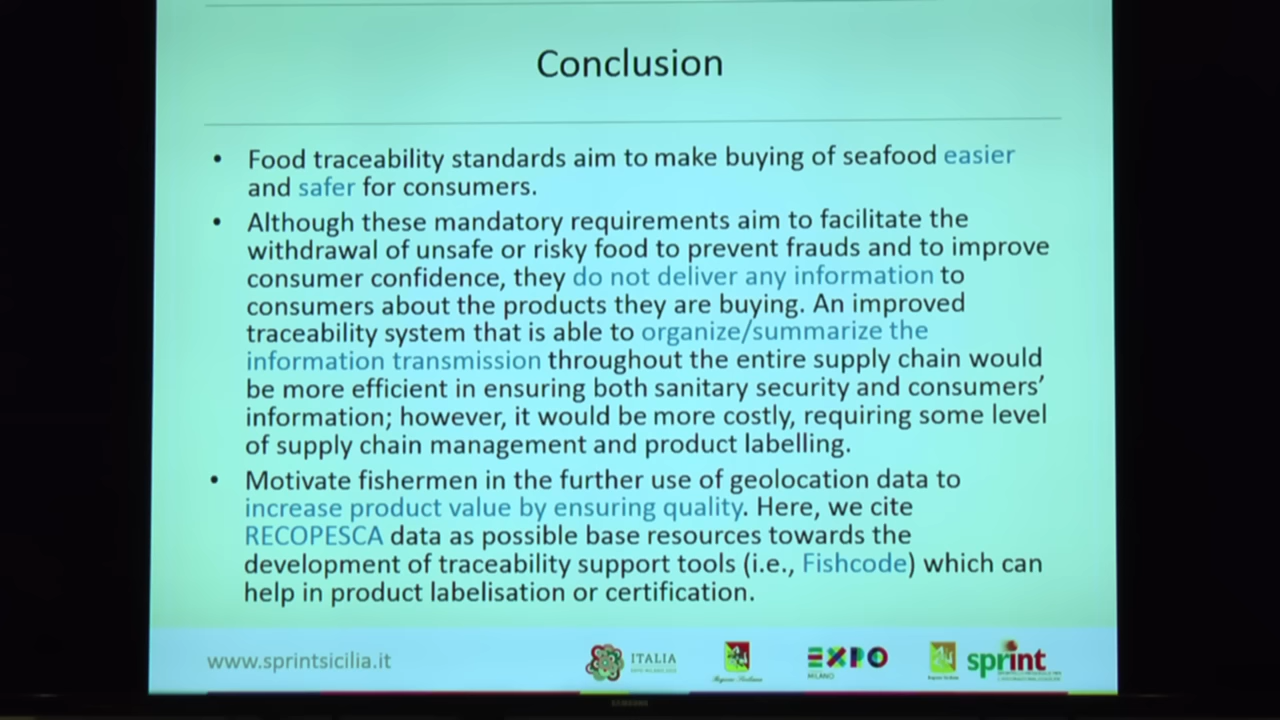 Conclusion
• Food traceability standards aim to make buying of seafood easier
and safer for consumers.
• Although these mandatory requirements aim to facilitate the
withdrawal of unsafe or risky food to prevent frauds and to improve
consumer confidence, they do not deliver any information to
consumers about the products they are buying. An improved
traceability system that is able to organize/summarize the
information transmission throughout the entire supply chain would
be more efficient in ensuring both sanitary security and consumers’
information; however, it would be more costly, requiring some level
of supply chain management and product labelling.
• Motivate fishermen in the further use of geolocation data to
increase product value by ensuring quality. Here, we cite
RECOPESCA data as possible base resources towards the
development of traceability support tools (i.e., Fishcode) which can
help in product labelisation or certification.
www.sprintsicilia.it
ITALIA
Regione Siciliana
EXPO
MILANO
sprint
SAMSUNG